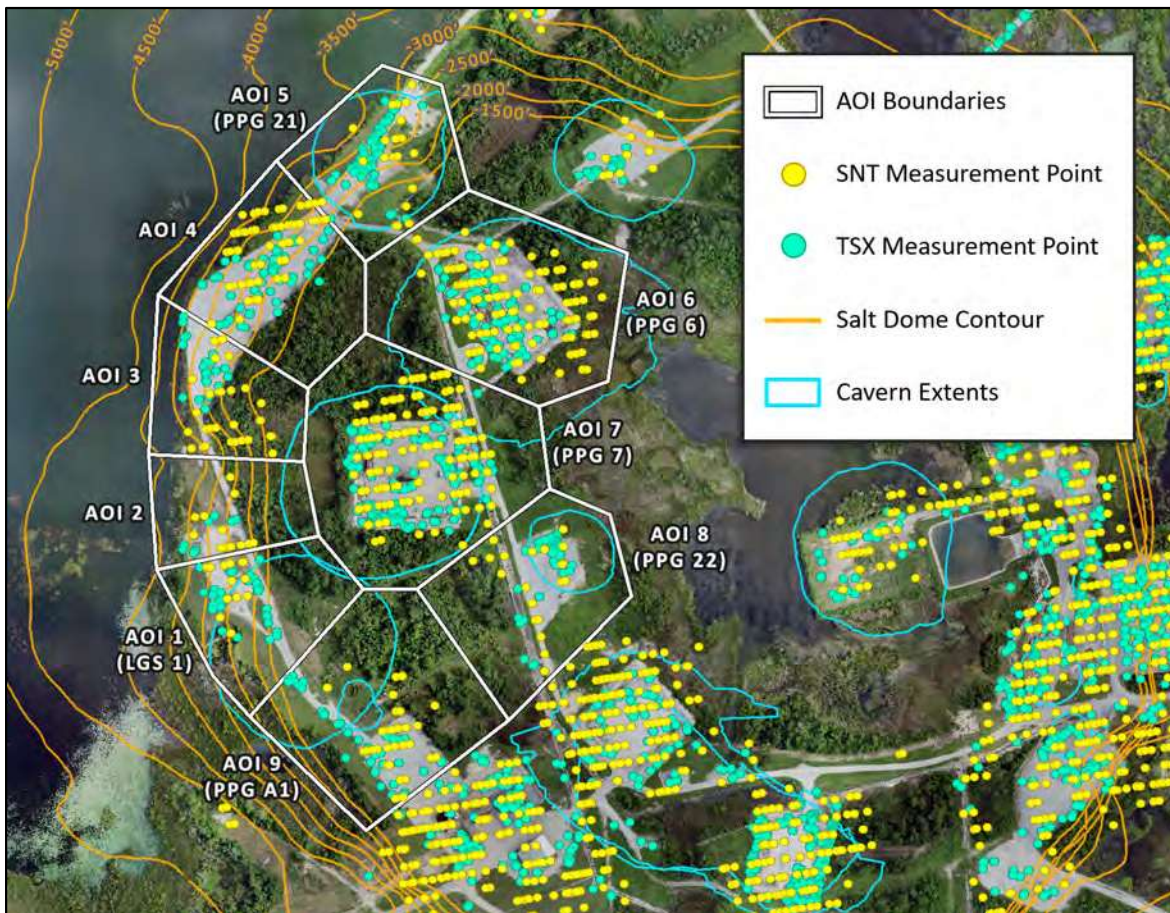 -5000'
-4500'
-4000'
-3500'
-3000'
-2500'
-2000'
-1500'
AOI 5
(PPG 21)
AOI 4
AOI 3
AOI 2
AOI 1
(LGS 1)
AOI 9
(PPG A1)
AOI 6
(PPG 6)
AOI 7
(PPG 7)
AOI 8
(PPG 22)
AOI Boundaries
SNT Measurement Point
TSX Measurement Point
Salt Dome Contour
Cavern Extents